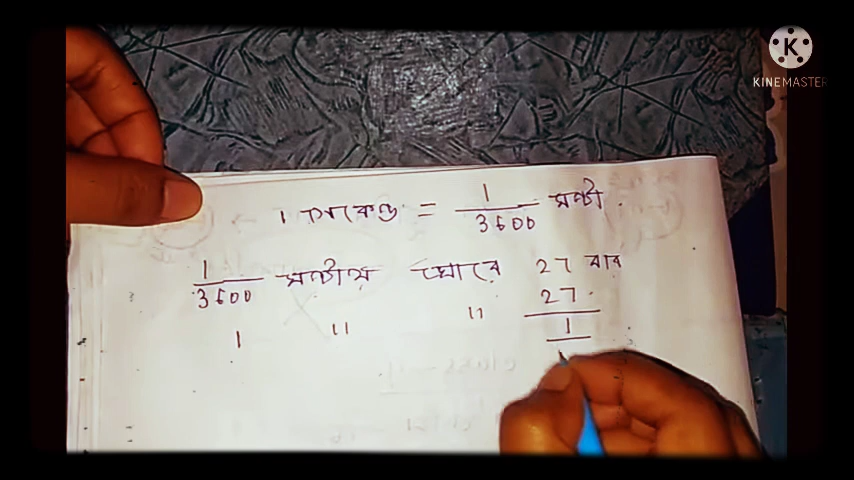 KINEMASTER
1 সেকেন্ড = 1/3600 ঘন্টা.
1/3600 ঘন্টায় ঘোরে 27 বার
1 " " 27/1/